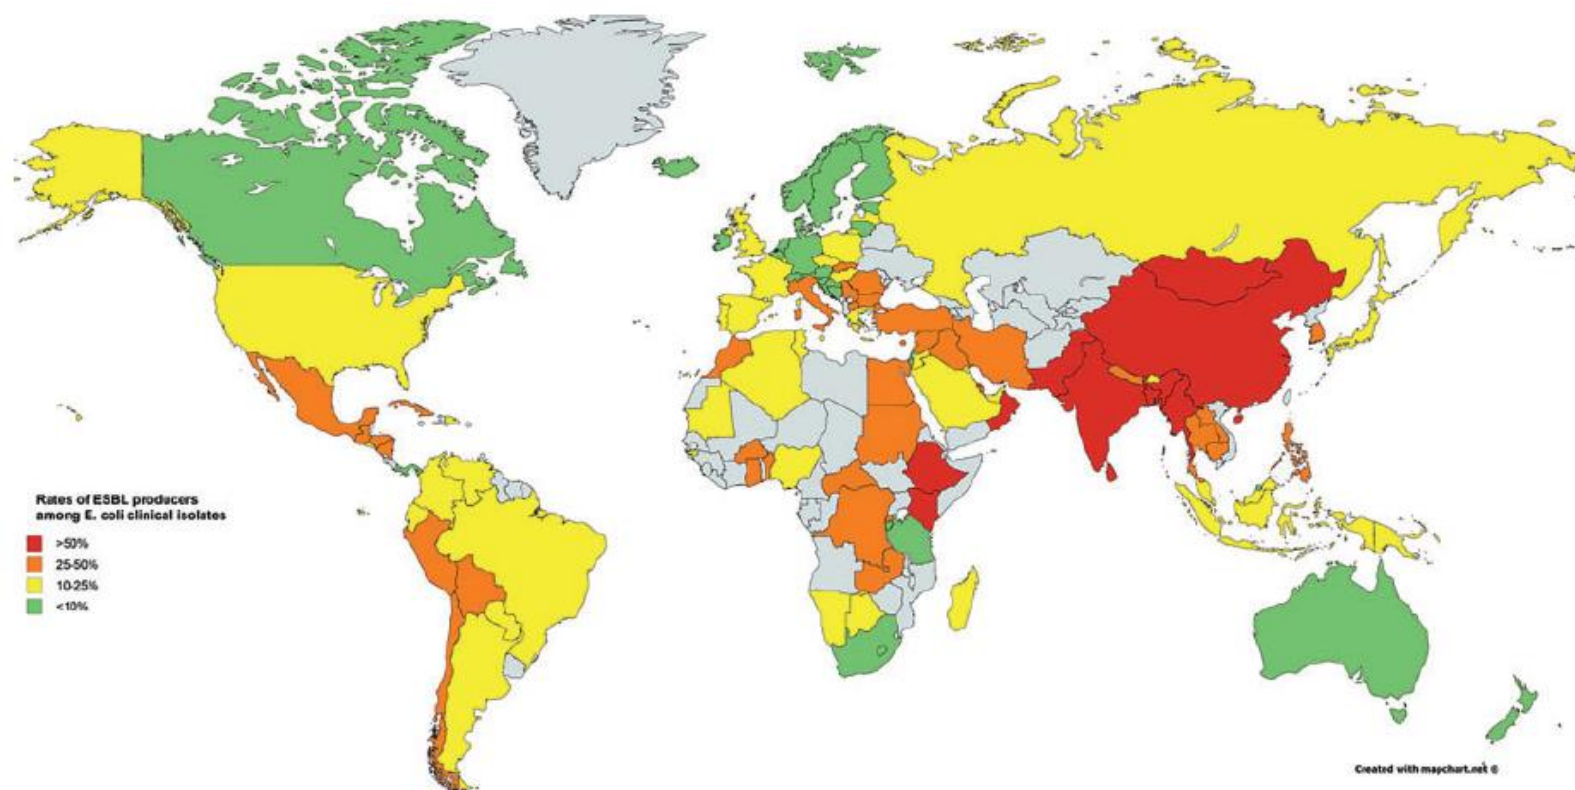 Rates of ESBL producers
among E. coli clinical isolates
>50%
25-50%
10-25%
<10%
Created with mapchart.net ©